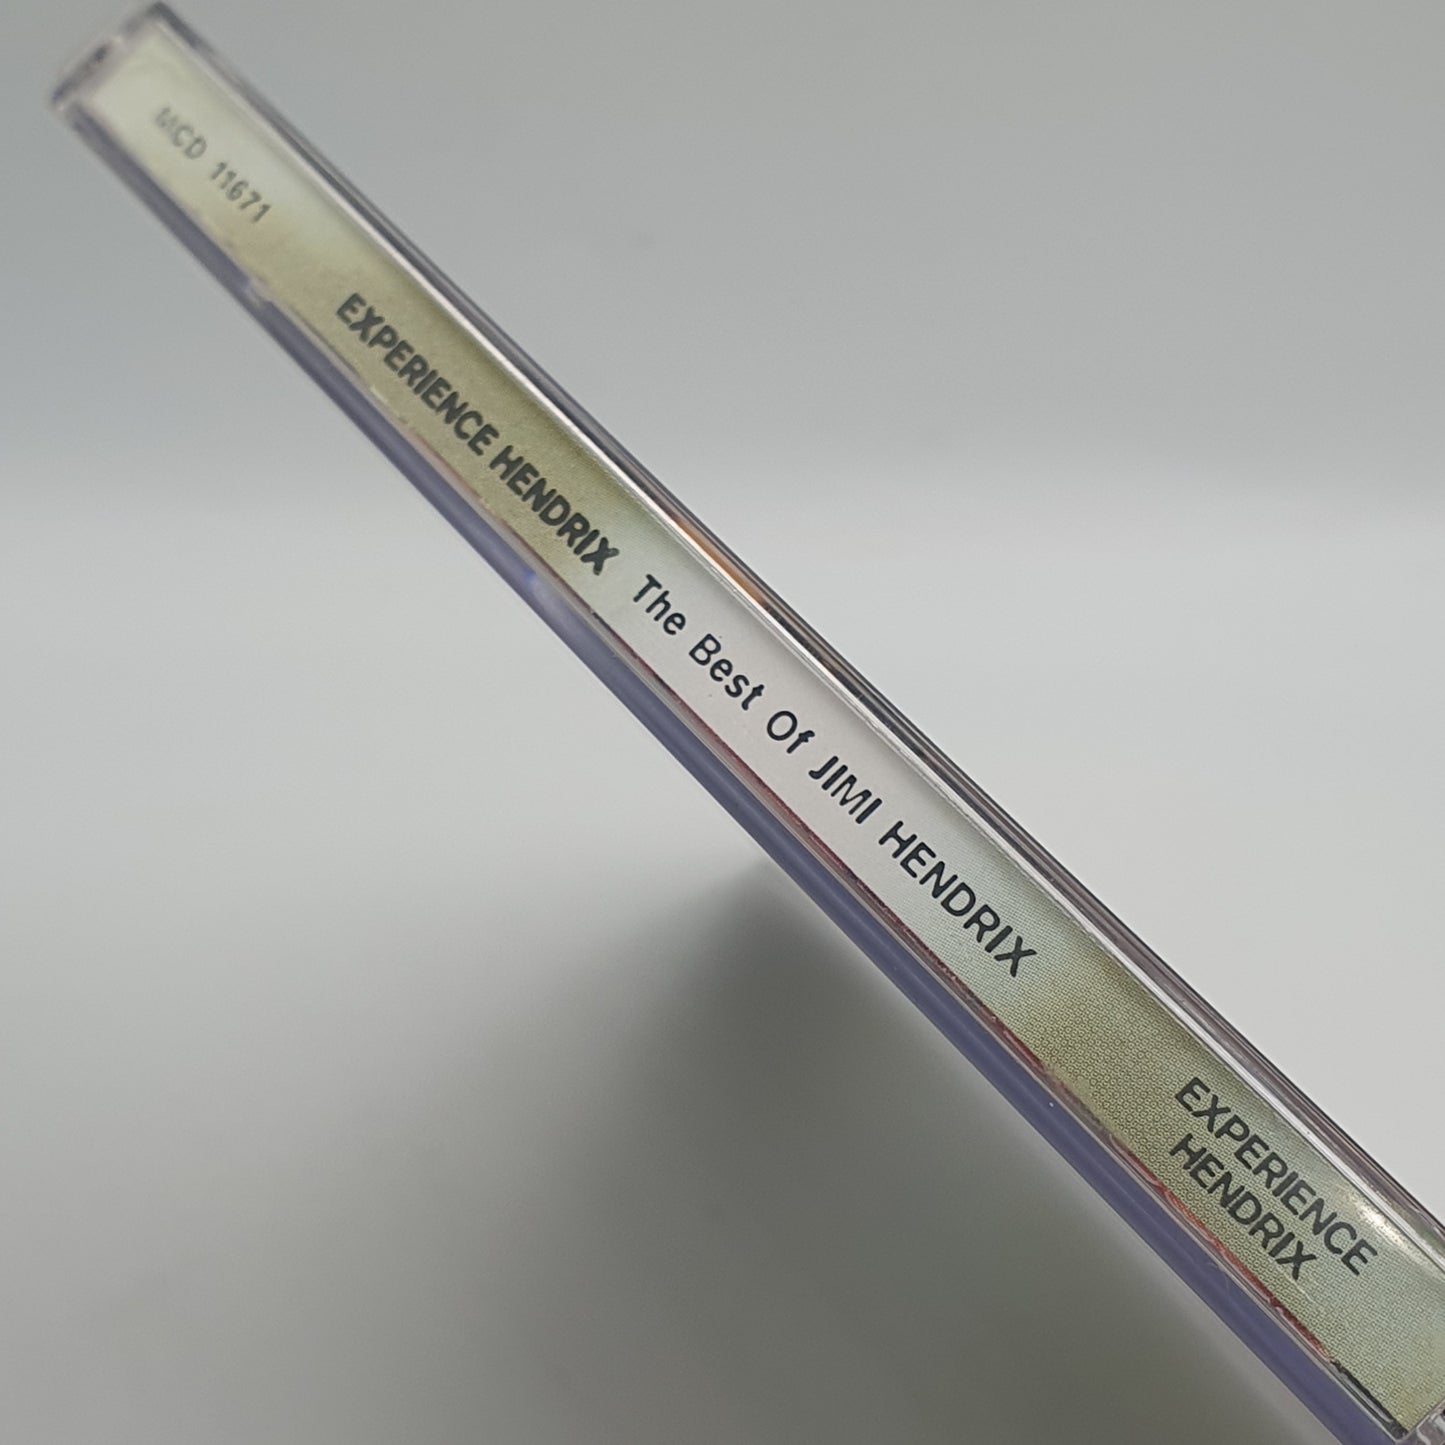 MCD 11671
EXPERIENCE HENDRIX The Best Of JIMI HENDRIX
EXPERIENCE
HENDRIX